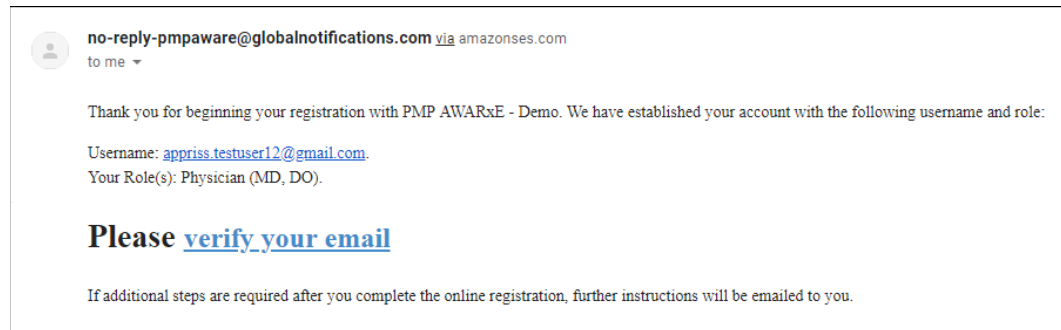 no-reply-pmpaware@globalnotifications.com via amazonses.com
to me
Thank you for beginning your registration with PMP AWARxE - Demo. We have established your account with the following username and role:
Username: appriss.testuser12@gmail.com.
Your Role(s): Physician (MD, DO).
Please verify your email
If additional steps are required after you complete the online registration, further instructions will be emailed to you.